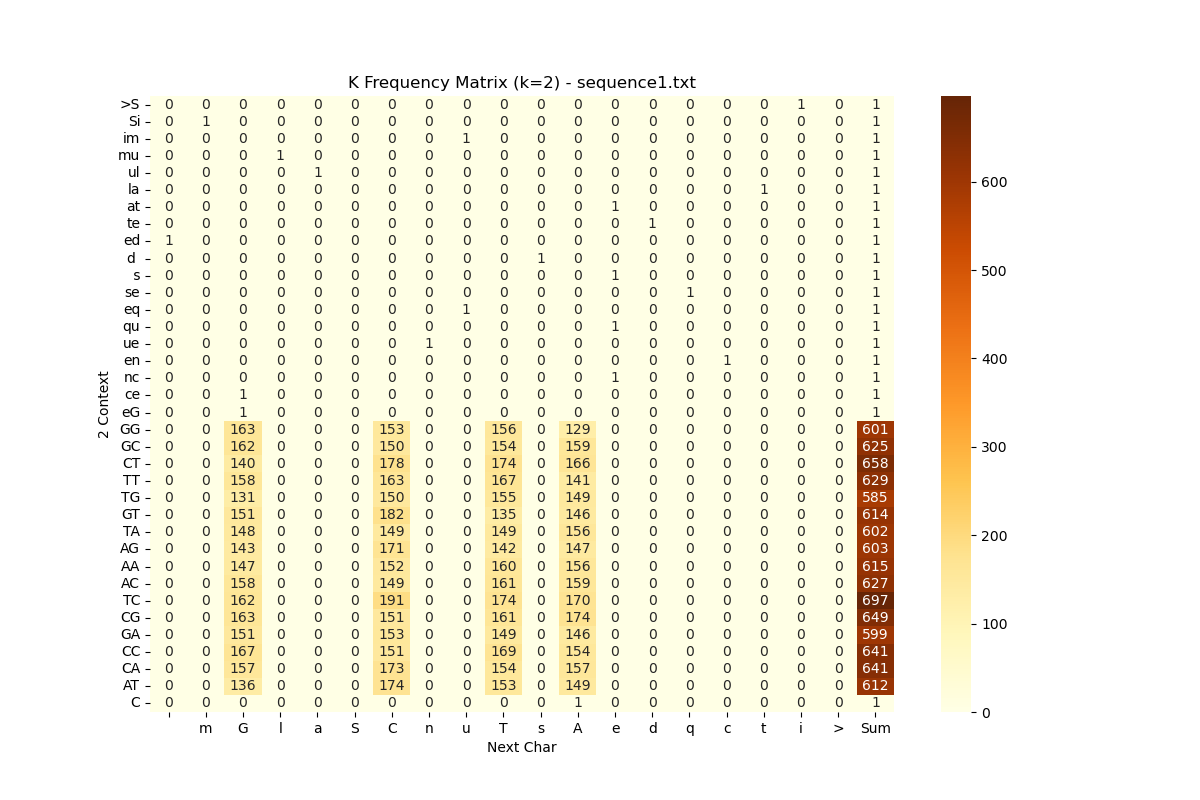 K Frequency Matrix (k=2) - sequence1.txt
>S 0 0 0 0 0 0 0 0 0 0 0 0 0 0 0 0 0 1 0 1
Si 0 1 0 0 0 0 0 0 0 0 0 0 0 0 0 0 0 0 0 1
im 0 0 0 0 0 0 0 0 1 0 0 0 0 0 0 0 0 0 0 1
mu 0 0 0 1 0 0 0 0 0 0 0 0 0 0 0 0 0 0 0 1
ul 0 0 0 0 1 0 0 0 0 0 0 0 0 0 0 0 0 0 0 1
la 0 0 0 0 0 0 0 0 0 0 0 0 0 0 0 0 1 0 0 1
at 0 0 0 0 0 0 0 0 0 0 0 0 1 0 0 0 0 0 0 1
te 0 0 0 0 0 0 0 0 0 0 0 0 0 1 0 0 0 0 0 1
ed 1 0 0 0 0 0 0 0 0 0 0 0 0 0 0 0 0 0 0 1
d 0 0 0 0 0 0 0 0 0 0 1 0 0 0 0 0 0 0 0 1
s 0 0 0 0 0 0 0 0 0 0 0 0 1 0 0 0 0 0 0 1
se 0 0 0 0 0 0 0 0 0 0 0 0 0 0 1 0 0 0 0 1
eq 0 0 0 0 0 0 0 0 1 0 0 0 0 0 0 0 0 0 0 1
qu 0 0 0 0 0 0 0 0 0 0 0 0 1 0 0 0 0 0 0 1
ue 0 0 0 0 0 0 0 1 0 0 0 0 0 0 0 0 0 0 0 1
en 0 0 0 0 0 0 0 0 0 0 0 0 0 0 0 1 0 0 0 1
nc 0 0 0 0 0 0 0 0 0 0 0 0 1 0 0 0 0 0 0 1
ce 0 0 1 0 0 0 0 0 0 0 0 0 0 0 0 0 0 0 0 1
eG 0 0 1 0 0 0 0 0 0 0 0 0 0 0 0 0 0 0 0 1
GG 0 0 163 0 0 0 153 0 0 156 0 129 0 0 0 0 0 0 0 601
GC 0 0 162 0 0 0 150 0 0 154 0 159 0 0 0 0 0 0 0 625
CT 0 0 140 0 0 0 178 0 0 174 0 166 0 0 0 0 0 0 0 658
TT 0 0 158 0 0 0 163 0 0 167 0 141 0 0 0 0 0 0 0 629
TG 0 0 131 0 0 0 150 0 0 155 0 149 0 0 0 0 0 0 0 585
GT 0 0 151 0 0 0 182 0 0 135 0 146 0 0 0 0 0 0 0 614
TA 0 0 148 0 0 0 149 0 0 149 0 156 0 0 0 0 0 0 0 602
AG 0 0 143 0 0 0 171 0 0 142 0 147 0 0 0 0 0 0 0 603
AA 0 0 147 0 0 0 152 0 0 160 0 156 0 0 0 0 0 0 0 615
AC 0 0 158 0 0 0 149 0 0 161 0 159 0 0 0 0 0 0 0 627
TC 0 0 162 0 0 0 191 0 0 174 0 170 0 0 0 0 0 0 0 697
CG 0 0 163 0 0 0 151 0 0 161 0 174 0 0 0 0 0 0 0 649
GA 0 0 151 0 0 0 153 0 0 149 0 146 0 0 0 0 0 0 0 599
CC 0 0 167 0 0 0 151 0 0 169 0 154 0 0 0 0 0 0 0 641
CA 0 0 157 0 0 0 173 0 0 154 0 157 0 0 0 0 0 0 0 641
AT 0 0 136 0 0 0 174 0 0 153 0 149 0 0 0 0 0 0 0 612
C 0 0 0 0 0 0 0 0 0 0 0 1 0 0 0 0 0 0 0 1
m G l a S C n u T s A e d q c t i > Sum
Next Char
2 Context
600
500
400
300
200
100
0